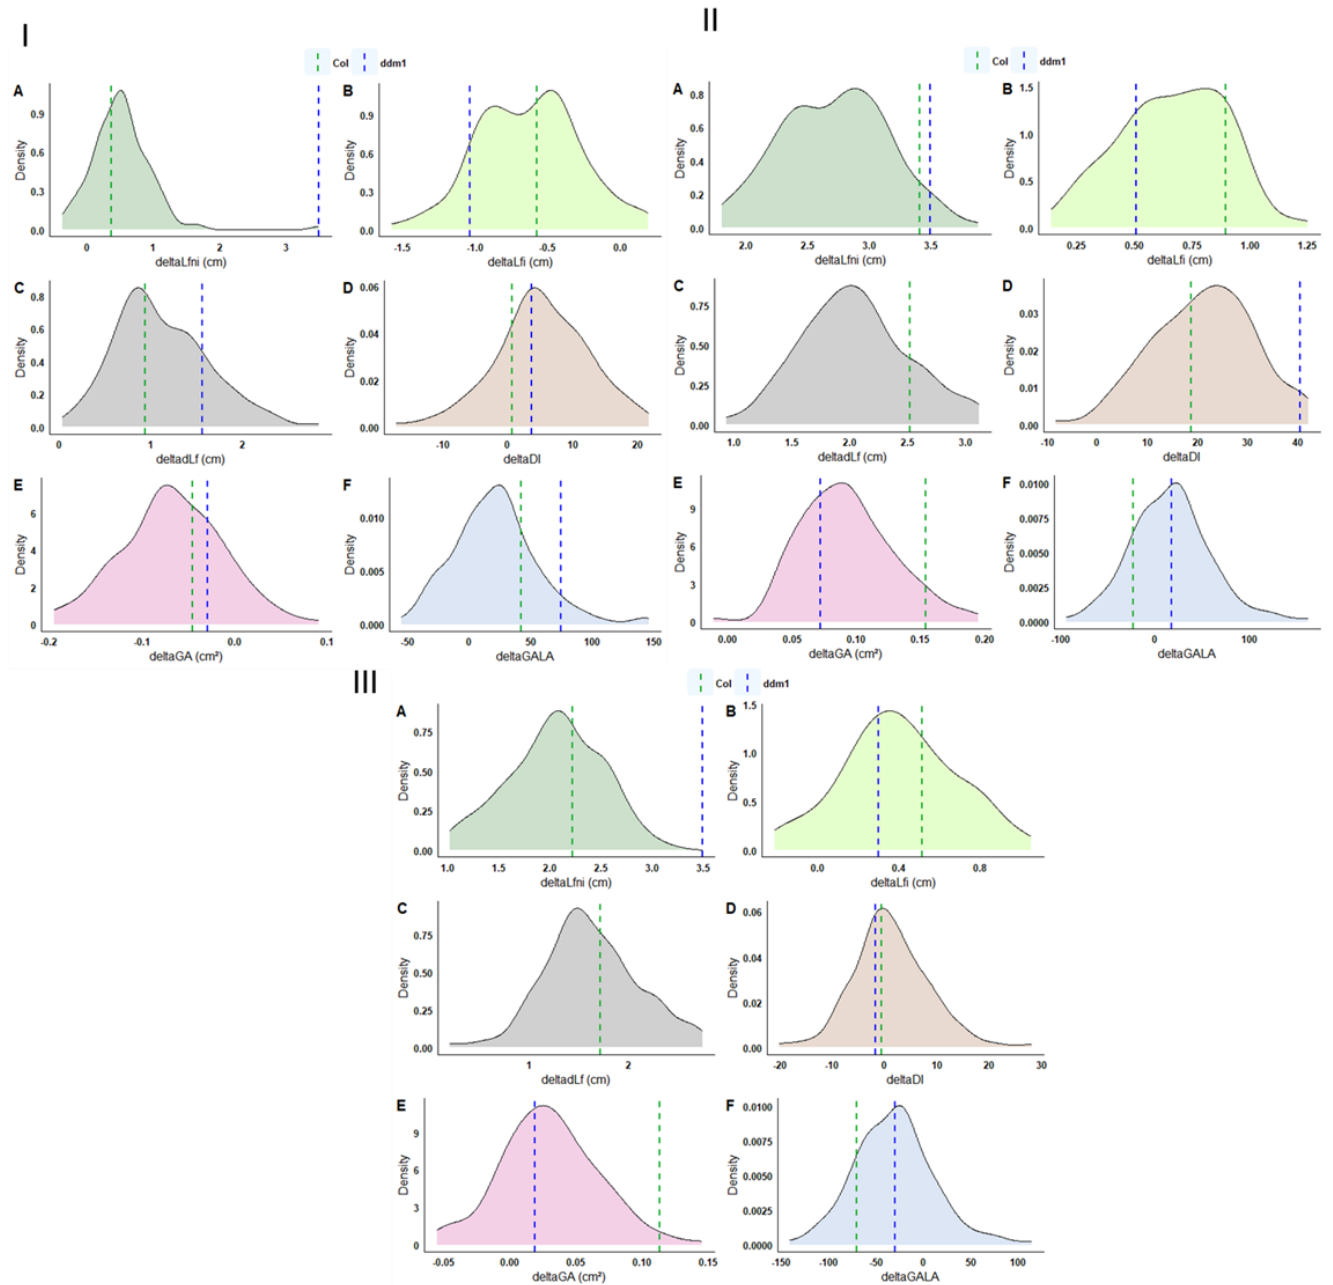 I
Col ddm1
A
Density
0.9
0.6
0.3
0.0
0 1 2 3
deltaLfni (cm)
B
Density
0.9
0.6
0.3
0.0
-1.5 -1.0 -0.5 0.0
deltaLfi (cm)
C
Density
0.8
0.6
0.4
0.2
0.0
0 1 2
deltadLf (cm)
D
Density
0.06
0.04
0.02
0.00
-10 0 10 20
deltaDI
E
Density
6
4
2
0
-0.2 -0.1 0.0 0.1
deltaGA (cm²)
F
Density
0.010
0.005
0.000
-50 0 50 100 150
deltaGALA
II
Col ddm1
A
Density
0.8
0.6
0.4
0.2
0.0
2.0 2.5 3.0 3.5
deltaLfni (cm)
B
Density
1.5
1.0
0.5
0.0
0.25 0.50 0.75 1.00 1.25
deltaLfi (cm)
C
Density
0.75
0.50
0.25
0.00
1.0 1.5 2.0 2.5 3.0
deltadLf (cm)
D
Density
0.03
0.02
0.01
0.00
-10 0 10 20 30 40
deltaDI
E
Density
9
6
3
0
0.00 0.05 0.10 0.15 0.20
deltaGA (cm²)
F
Density
0.0100
0.0075
0.0050
0.0025
0.0000
-100 0 100
deltaGALA
III
Col ddm1
A
Density
0.75
0.50
0.25
0.00
1.0 1.5 2.0 2.5 3.0 3.5
deltaLfni (cm)
B
Density
1.5
1.0
0.5
0.0
0.0 0.4 0.8
deltaLfi (cm)
C
Density
0.75
0.50
0.25
0.00
1 2
deltadLf (cm)
D
Density
0.06
0.04
0.02
0.00
-20 -10 0 10 20 30
deltaDI
E
Density
9
6
3
0
-0.05 0.00 0.05 0.10 0.15
deltaGA (cm²)
F
Density
0.0100
0.0075
0.0050
0.0025
0.0000
-100 -50 0 50 100
deltaGALA